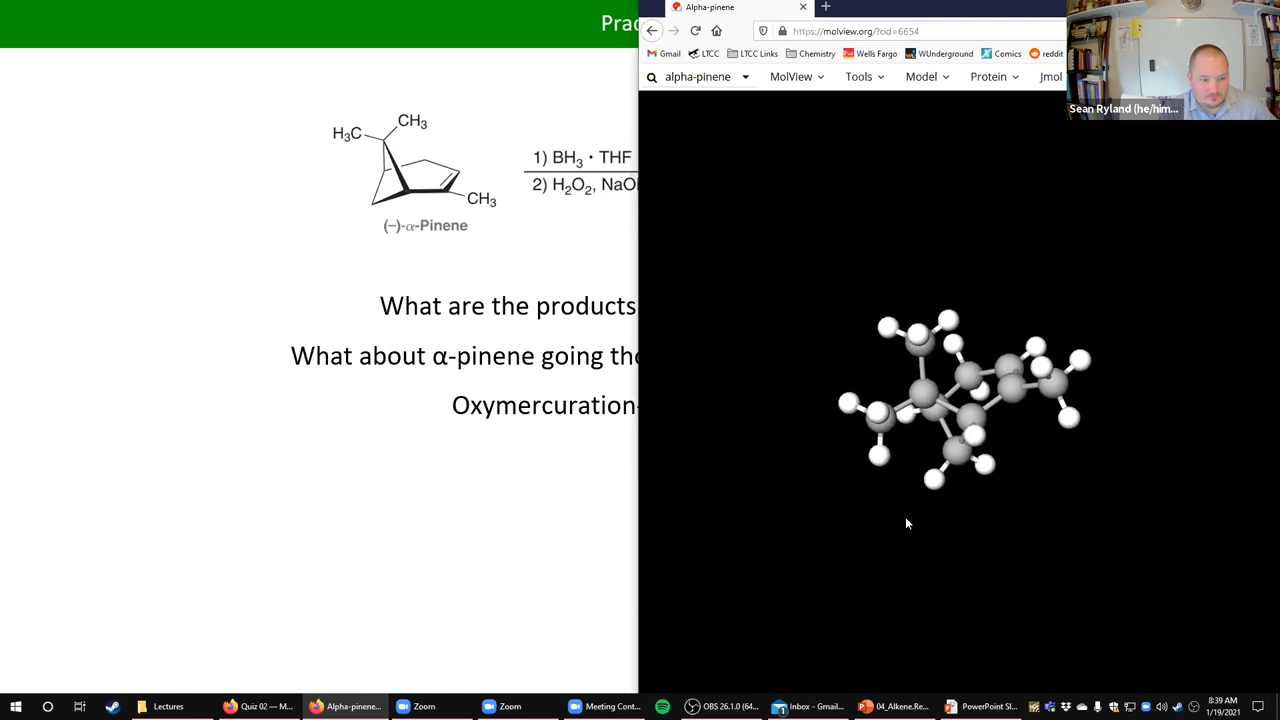 Prac
H₃C
CH₃
CH₃
(−)-α-Pinene
1) BH₃ • THF
2) H₂O₂, NaO
What are the products
What about α-pinene going tho
Oxymercuration-
Alpha-pinene
https://molview.org/?cid=6654
Gmail
LTCC
LTCC Links
Chemistry
Wells Fargo
WUnderground
Comics
reddit
alpha-pinene
MolView
Tools
Model
Protein
Jmol
Sean Ryland (he/him...
Lectures
Quiz 02 — M...
Alpha-pinene...
Zoom
Zoom
Meeting Cont...
OBS 26.1.0 (64...
Inbox - Gmail...
04_Alkene.Re...
PowerPoint Sl...
8:39 AM
1/19/2021